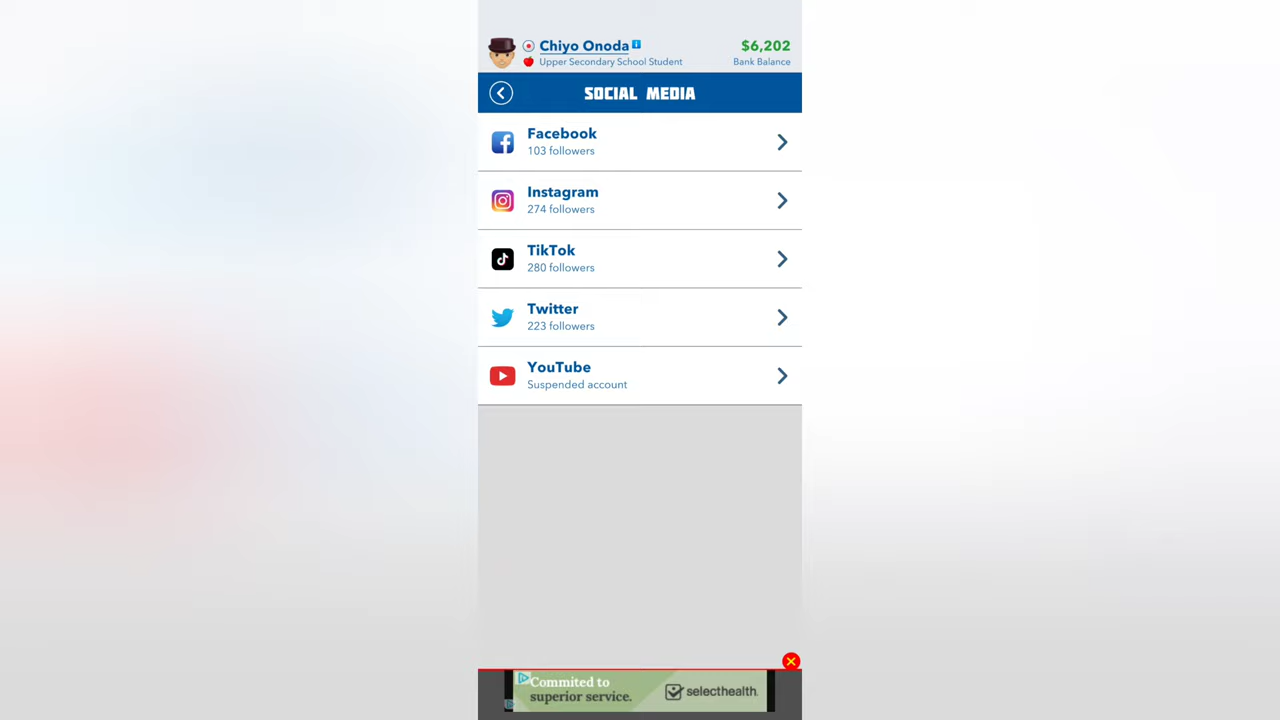 Chiyo Onoda
$6,202
Upper Secondary School Student
Bank Balance
SOCIAL MEDIA
Facebook
103 followers
Instagram
274 followers
TikTok
280 followers
Twitter
223 followers
YouTube
Suspended account
Commited to
superior service.
selecthealth.